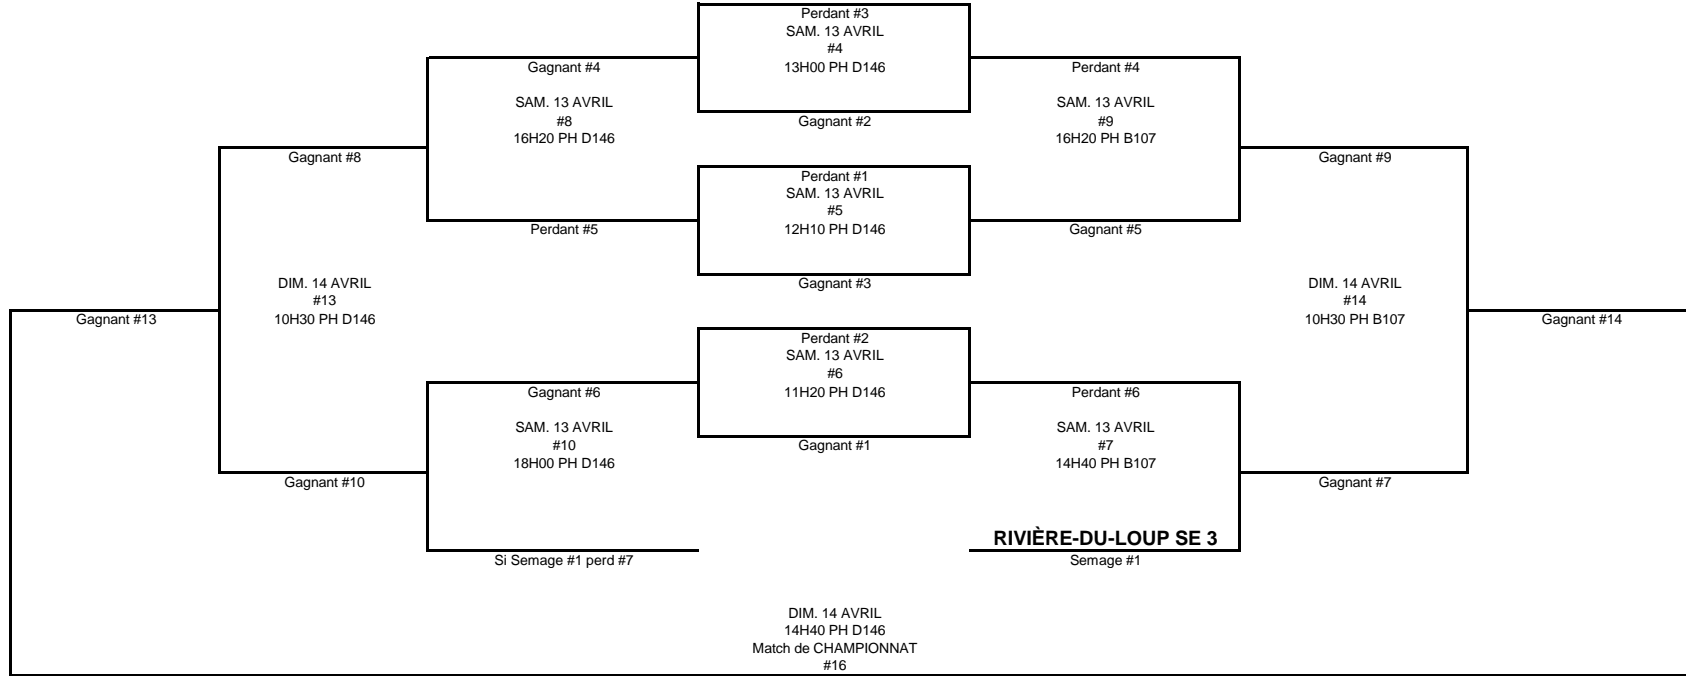 Perdant #3
SAM. 13 AVRIL
#4
13H00 PH D146
Gagnant #4
Perdant #4
SAM. 13 AVRIL
#8
16H20 PH D146
Gagnant #2
SAM. 13 AVRIL
#9
16H20 PH B107
Gagnant #8
Gagnant #9
Perdant #1
SAM. 13 AVRIL
#5
12H10 PH D146
Perdant #5
Gagnant #5
Gagnant #3
DIM. 14 AVRIL
#13
10H30 PH D146
DIM. 14 AVRIL
#14
10H30 PH B107
Gagnant #13
Gagnant #14
Perdant #2
SAM. 13 AVRIL
#6
11H20 PH D146
Gagnant #6
Perdant #6
SAM. 13 AVRIL
#10
18H00 PH D146
Gagnant #1
SAM. 13 AVRIL
#7
14H40 PH B107
Gagnant #10
Gagnant #7
RIVIÈRE-DU-LOUP SE 3
Si Semage #1 perd #7
Semage #1
DIM. 14 AVRIL
14H40 PH D146
Match de CHAMPIONNAT
#16